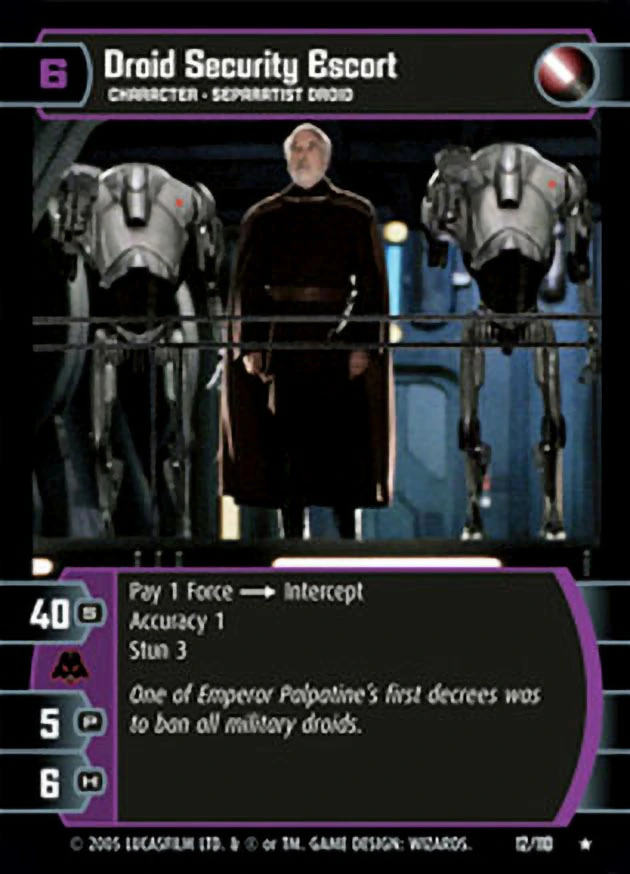 6
Droid Security Escort
CHARACTER - SEPARATIST DROID
40 S
Pay 1 Force ⟶ Intercept
Accuracy 1
Stun 3
One of Emperor Palpatine's first decrees was
to ban all military droids.
5 P
6 H
© 2005 LUCASFILM LTD. & ® or TM. GAME DESIGN: WIZARDS. 12/110 ★